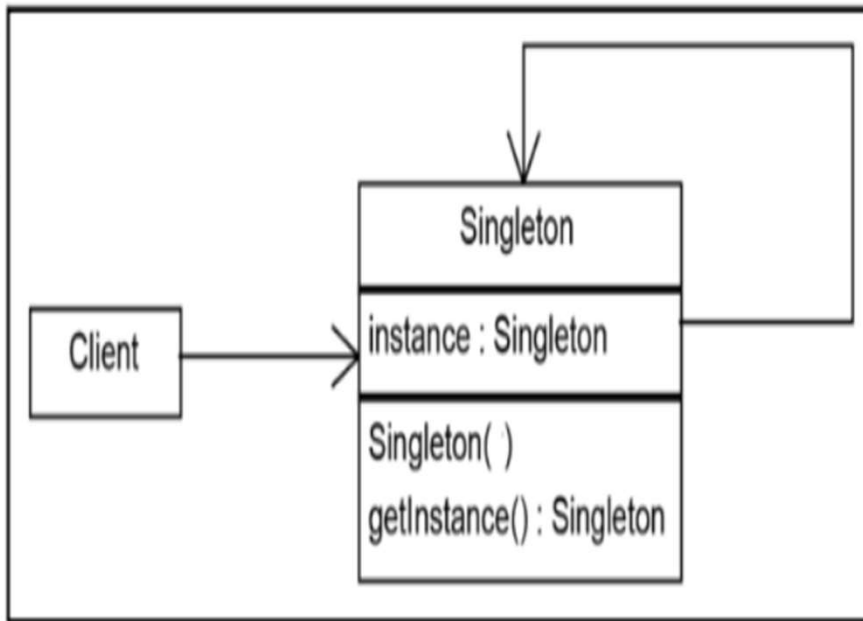 Singleton
Client
instance : Singleton
Singleton( )
getInstance() : Singleton